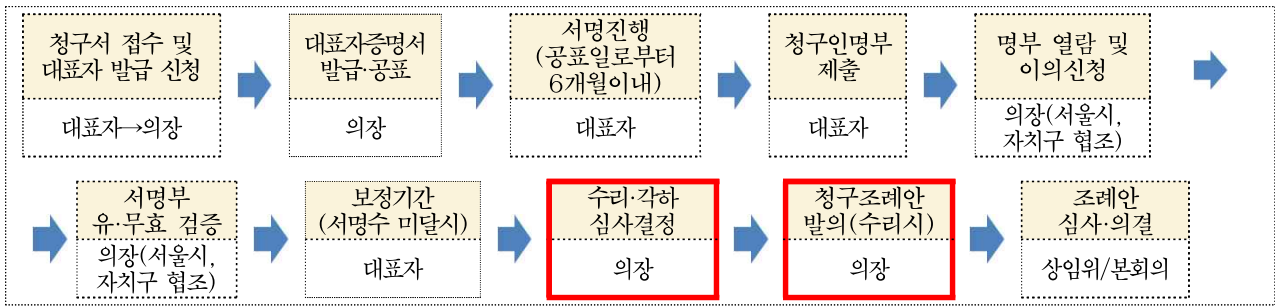 청구서 접수 및
대표자 발급 신청
대표자→의장
대표자증명서
발급·공표
의장
서명진행
(공표일로부터
6개월이내)
대표자
청구인명부
제출
대표자
명부 열람 및
이의신청
의장(서울시,
자치구 협조)
서명부
유·무효 검증
의장(서울시,
자치구 협조)
보정기간
(서명수 미달시)
대표자
수리·각하
심사결정
의장
청구조례안
발의(수리시)
의장
조례안
심사·의결
상임위/본회의